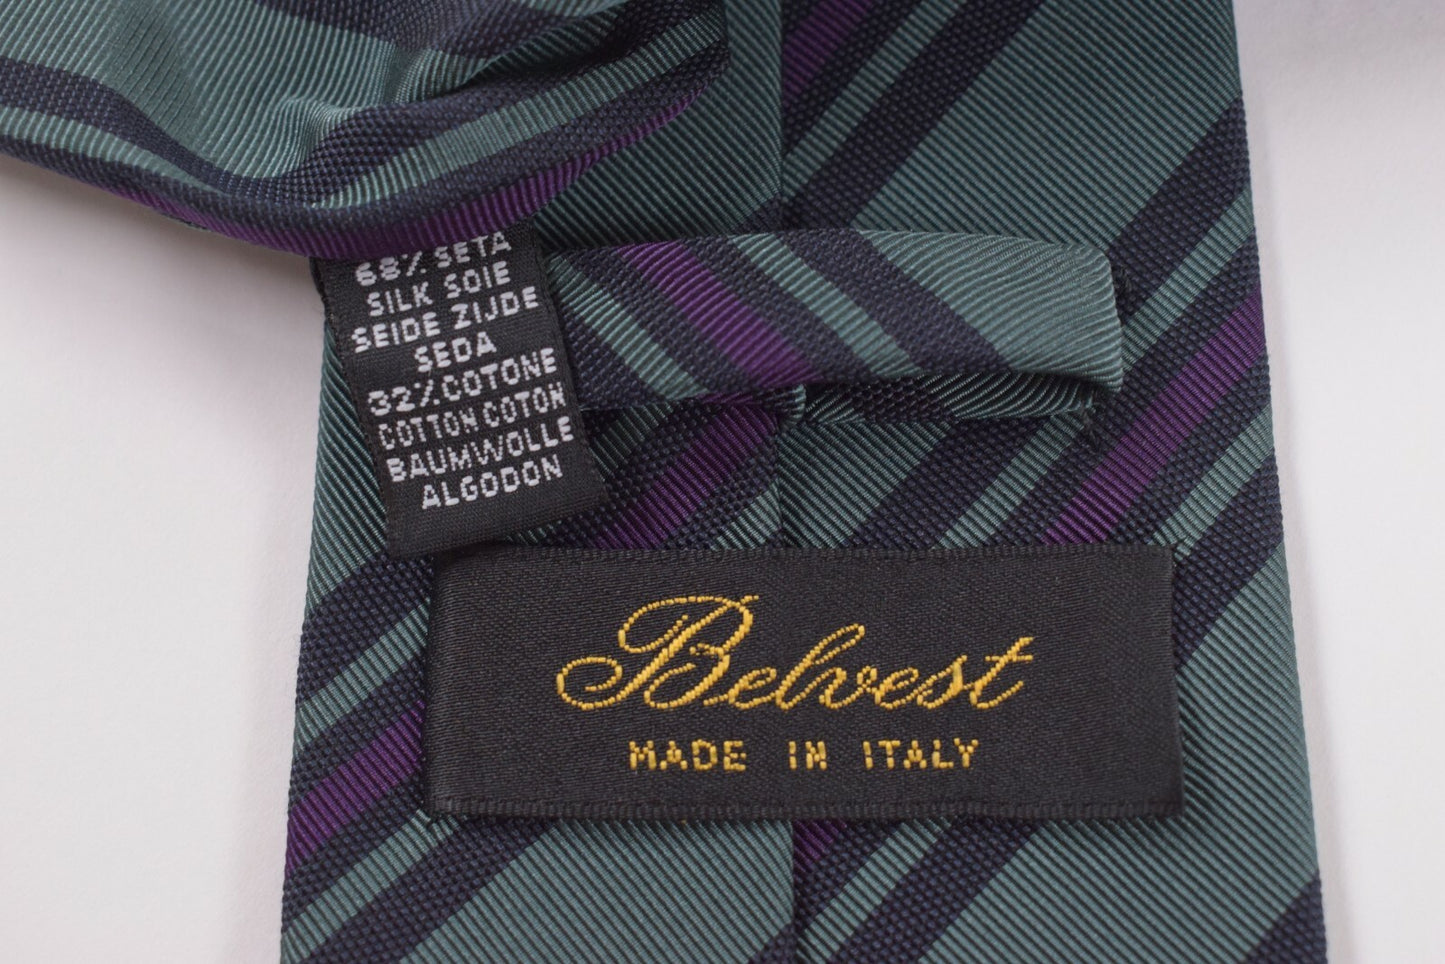 68% SETA
SILK SOIE
SEIDE ZIJDE
SEDA
32% COTONE
COTTON COTON
BAUMWOLLE
ALGODON
Belvest
MADE IN ITALY